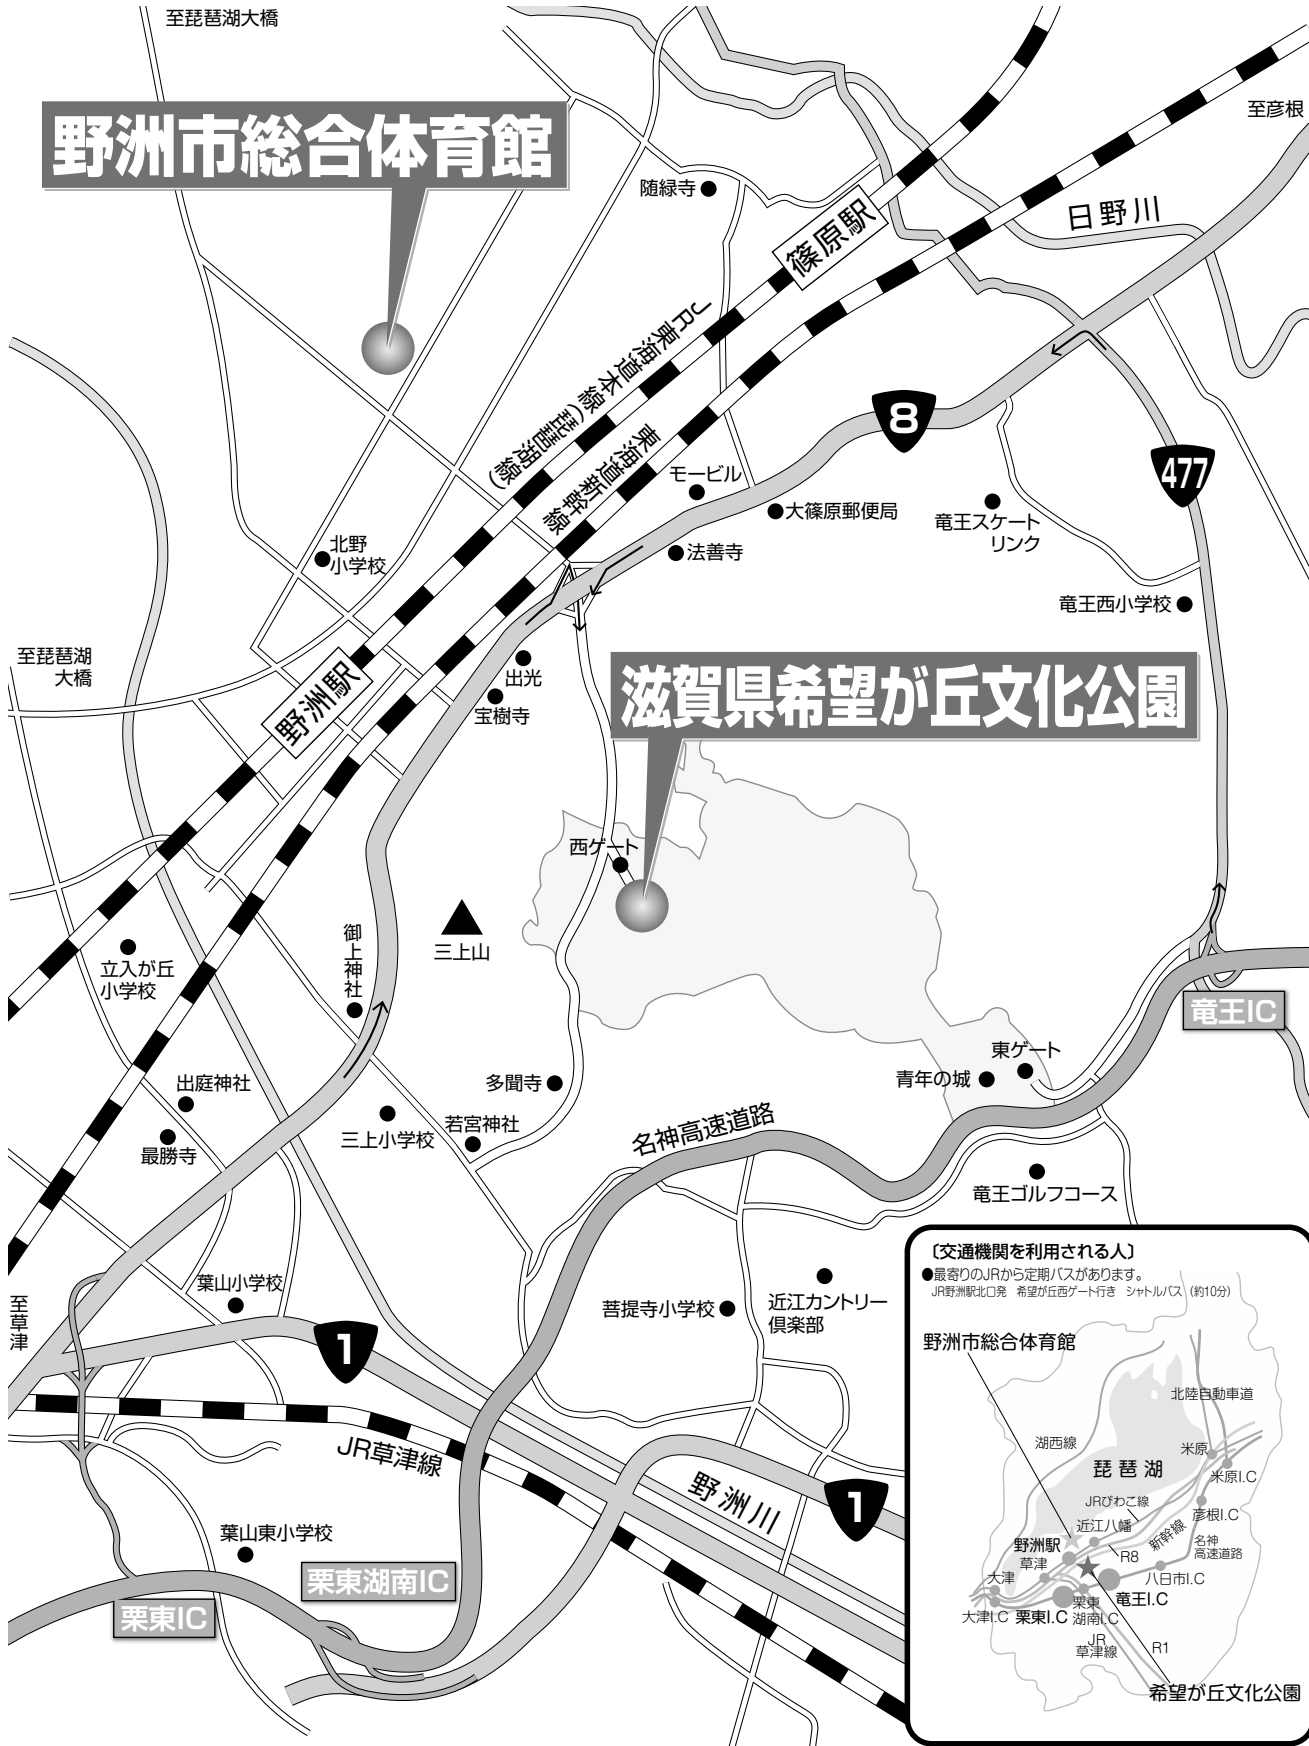 至琵琶湖大橋
至彦根
野洲市総合体育館
随緑寺
日野川
篠原駅
JR東海道本線(琵琶湖線)
東海道新幹線
8
477
モービル
大篠原郵便局
竜王スケート
リンク
法善寺
北野
小学校
竜王西小学校
至琵琶湖
大橋
出光
宝樹寺
野洲駅
滋賀県希望が丘文化公園
西ゲート
三上山
御上神社
立入が丘
小学校
竜王IC
東ゲート
青年の城
多聞寺
出庭神社
若宮神社
三上小学校
最勝寺
名神高速道路
竜王ゴルフコース
葉山小学校
至草津
菩提寺小学校
近江カントリー
倶楽部
1
JR草津線
野洲川
1
葉山東小学校
栗東湖南IC
栗東IC
〔交通機関を利用される人〕
●最寄りのJRから定期バスがあります。
JR野洲駅北口発 希望が丘西ゲート行き シャトルバス (約10分)
野洲市総合体育館
北陸自動車道
湖西線
米原
琵琶湖
米原I.C
JRびわこ線
彦根I.C
近江八幡
新幹線
野洲駅
名神
高速道路
草津
R8
大津
八日市I.C
竜王I.C
大津I.C
栗東I.C
栗東
湖南I.C
JR
草津線
R1
希望が丘文化公園